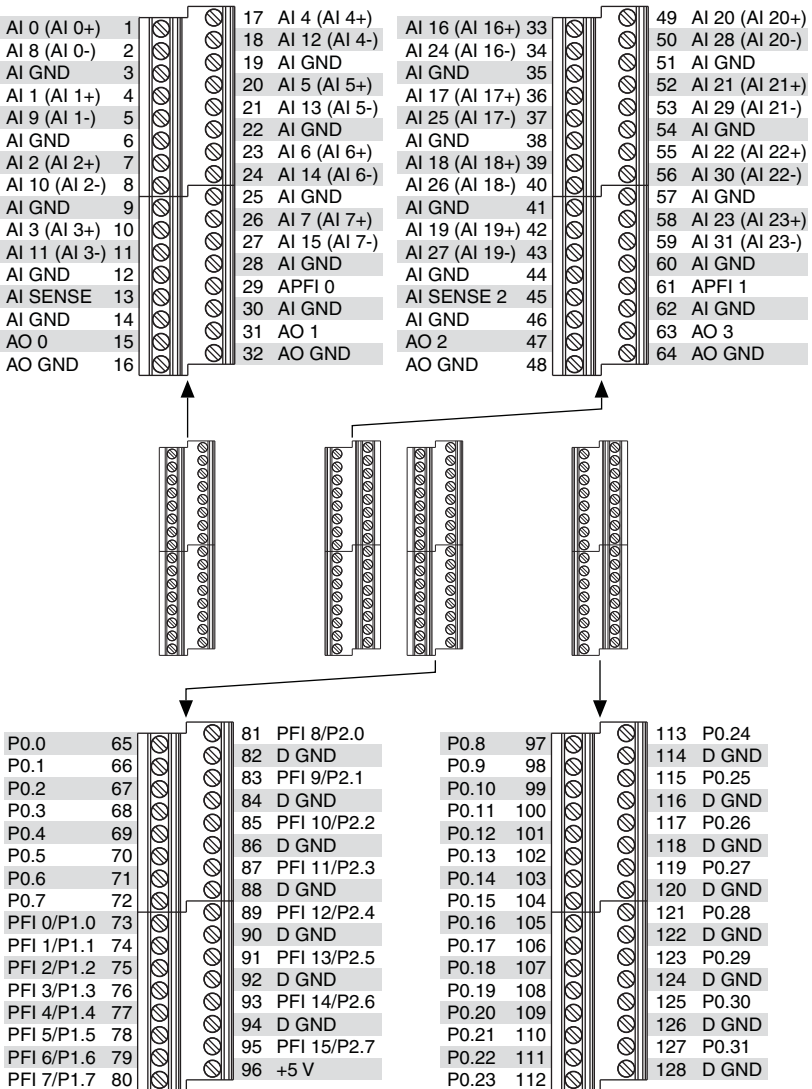 AI 0 (AI 0+) 1
AI 8 (AI 0-) 2
AI GND 3
AI 1 (AI 1+) 4
AI 9 (AI 1-) 5
AI GND 6
AI 2 (AI 2+) 7
AI 10 (AI 2-) 8
AI GND 9
AI 3 (AI 3+) 10
AI 11 (AI 3-) 11
AI GND 12
AI SENSE 13
AI GND 14
AO 0 15
AO GND 16
17 AI 4 (AI 4+)
18 AI 12 (AI 4-)
19 AI GND
20 AI 5 (AI 5+)
21 AI 13 (AI 5-)
22 AI GND
23 AI 6 (AI 6+)
24 AI 14 (AI 6-)
25 AI GND
26 AI 7 (AI 7+)
27 AI 15 (AI 7-)
28 AI GND
29 APFI 0
30 AI GND
31 AO 1
32 AO GND
AI 16 (AI 16+) 33
AI 24 (AI 16-) 34
AI GND 35
AI 17 (AI 17+) 36
AI 25 (AI 17-) 37
AI GND 38
AI 18 (AI 18+) 39
AI 26 (AI 18-) 40
AI GND 41
AI 19 (AI 19+) 42
AI 27 (AI 19-) 43
AI GND 44
AI SENSE 2 45
AI GND 46
AO 2 47
AO GND 48
49 AI 20 (AI 20+)
50 AI 28 (AI 20-)
51 AI GND
52 AI 21 (AI 21+)
53 AI 29 (AI 21-)
54 AI GND
55 AI 22 (AI 22+)
56 AI 30 (AI 22-)
57 AI GND
58 AI 23 (AI 23+)
59 AI 31 (AI 23-)
60 AI GND
61 APFI 1
62 AI GND
63 AO 3
64 AO GND
P0.0 65
P0.1 66
P0.2 67
P0.3 68
P0.4 69
P0.5 70
P0.6 71
P0.7 72
PFI 0/P1.0 73
PFI 1/P1.1 74
PFI 2/P1.2 75
PFI 3/P1.3 76
PFI 4/P1.4 77
PFI 5/P1.5 78
PFI 6/P1.6 79
PFI 7/P1.7 80
81 PFI 8/P2.0
82 D GND
83 PFI 9/P2.1
84 D GND
85 PFI 10/P2.2
86 D GND
87 PFI 11/P2.3
88 D GND
89 PFI 12/P2.4
90 D GND
91 PFI 13/P2.5
92 D GND
93 PFI 14/P2.6
94 D GND
95 PFI 15/P2.7
96 +5 V
P0.8 97
P0.9 98
P0.10 99
P0.11 100
P0.12 101
P0.13 102
P0.14 103
P0.15 104
P0.16 105
P0.17 106
P0.18 107
P0.19 108
P0.20 109
P0.21 110
P0.22 111
P0.23 112
113 P0.24
114 D GND
115 P0.25
116 D GND
117 P0.26
118 D GND
119 P0.27
120 D GND
121 P0.28
122 D GND
123 P0.29
124 D GND
125 P0.30
126 D GND
127 P0.31
128 D GND